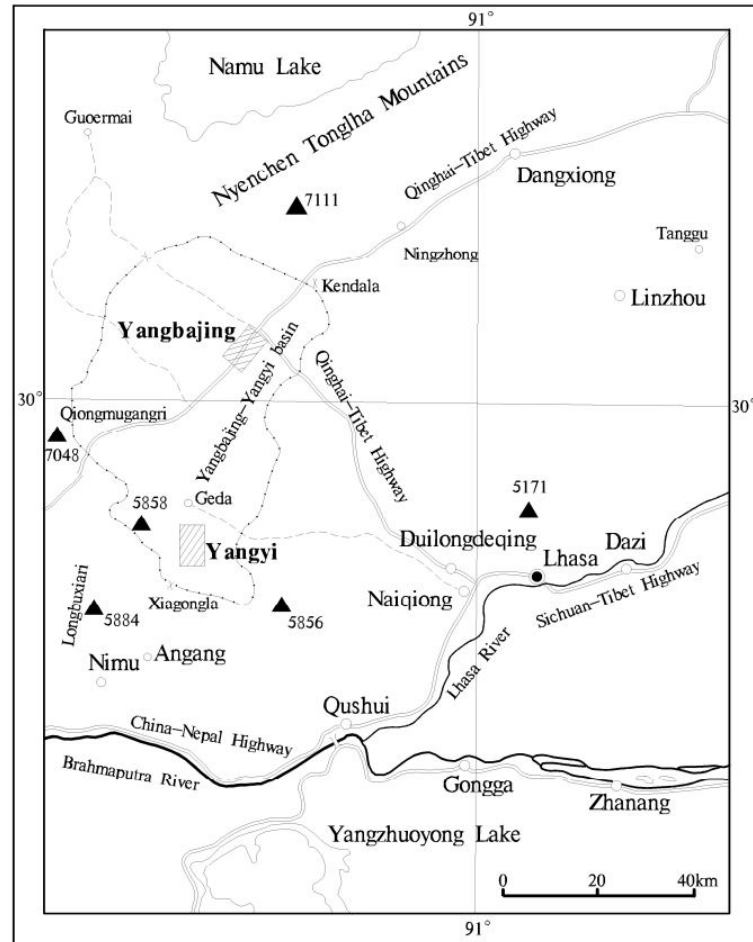 91°
Namu Lake
Nyenchen Tonglha Mountains
Guoermai
Qinghai-Tibet Highway
Dangxiong
7111
Ningzhong
Tanggu
Kendala
Linzhou
Yangbajing
Yangbajing-Yangyi basin
Qinghai-Tibet Highway
30°
30°
Qiongmugangri
7048
5858
Geda
5171
Duilongdeqing
Lhasa
Dazi
Yangyi
Naiqiong
Sichuan-Tibet Highway
Longbuxiari
Xiagongla
5884
5856
Lhasa River
Nimu
Angang
Qushui
China-Nepal Highway
Brahmaputra River
Gongga
Zhanang
Yangzhuoyong Lake
0 20 40km
91°